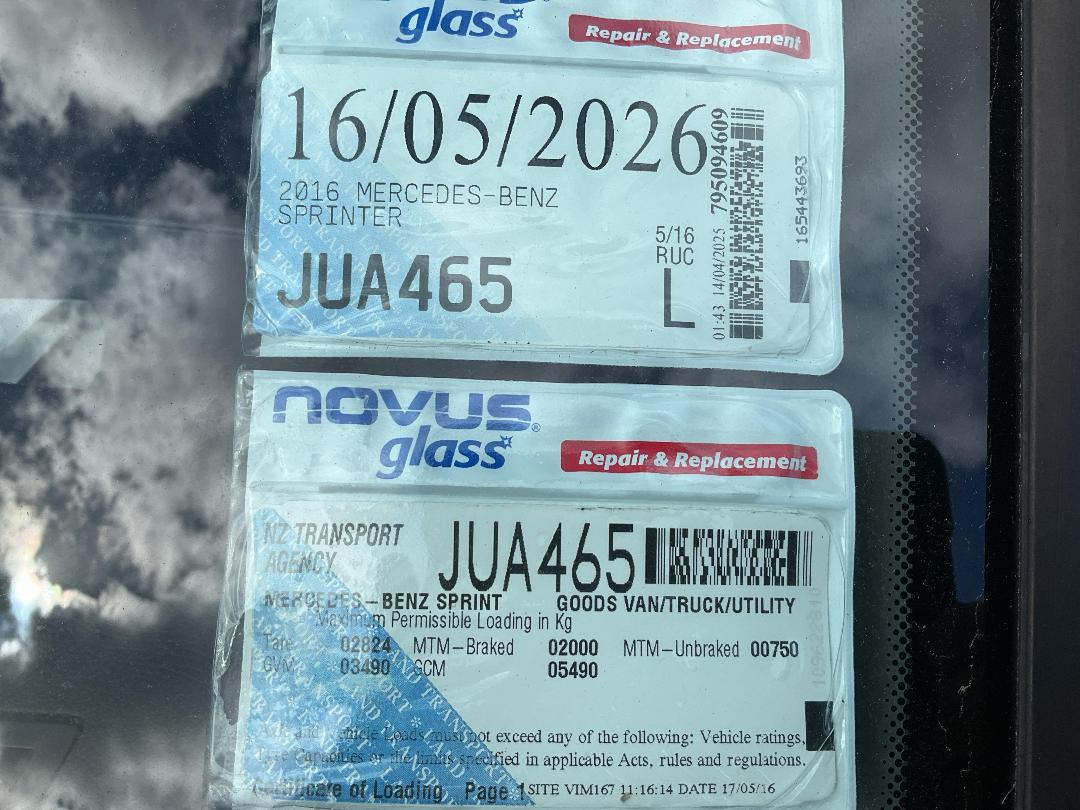 glass
Repair & Replacement
16/05/2026
2016 MERCEDES-BENZ
SPRINTER
JUA465
5/16
RUC
L
01:43 14/04/2025 795094609
165443693
novus®
glass
Repair & Replacement
NZ TRANSPORT
AGENCY
JUA465
MERCEDES-BENZ SPRINT GOODS VAN/TRUCK/UTILITY
Maximum Permissible Loading in Kg
Tare 02824 MTM-Braked 02000 MTM-Unbraked 00750
GVM 03490 GCM 05490
Axle and Vehicle Loads must not exceed any of the following: Vehicle ratings,
Tyre Capacities or the limits specified in applicable Acts, rules and regulations.
Certificate of Loading Page 1 SITE VIM167 11:16:14 DATE 17/05/16